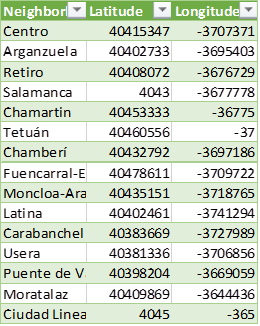 Neighborh Latitude Longitude
Centro 40415347 -3707371
Arganzuela 40402733 -3695403
Retiro 40408072 -3676729
Salamanca 4043 -3677778
Chamartin 40453333 -36775
Tetuán 40460556 -37
Chamberí 40432792 -3697186
Fuencarral-E 40478611 -3709722
Moncloa-Ara 40435151 -3718765
Latina 40402461 -3741294
Carabanchel 40383669 -3727989
Usera 40381336 -3706856
Puente de Va 40398204 -3669059
Moratalaz 40409869 -3644436
Ciudad Linea 4045 -365